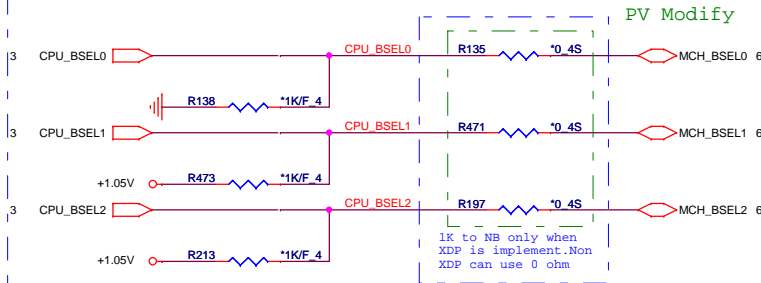 PV Modify
3 CPU_BSEL0 CPU_BSEL0 R135 *0_4S MCH_BSEL0 6
R138 *1K/F_4
3 CPU_BSEL1 CPU_BSEL1 R471 *0_4S MCH_BSEL1 6
+1.05V R473 *1K/F_4
3 CPU_BSEL2 CPU_BSEL2 R197 *0_4S MCH_BSEL2 6
1K to NB only when
XDP is implement.Non
XDP can use 0 ohm
+1.05V R213 *1K/F_4